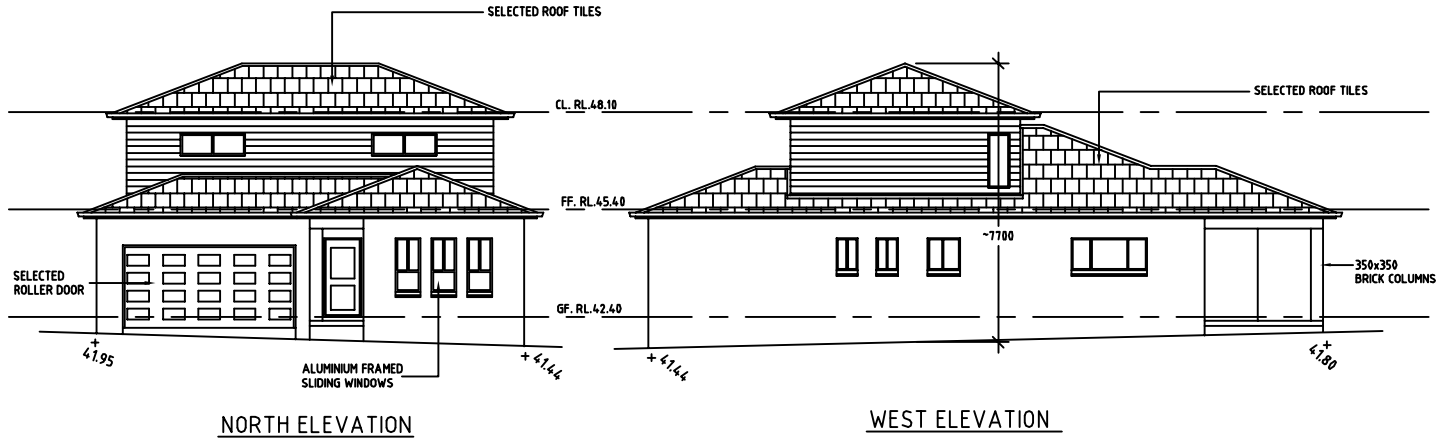 SELECTED ROOF TILES
CL. RL.48.10
SELECTED ROOF TILES
FF. RL.45.40
~7700
SELECTED
ROLLER DOOR
350x350
BRICK COLUMNS
GF. RL.42.40
41.95
41.44
41.44
41.80
ALUMINIUM FRAMED
SLIDING WINDOWS
NORTH ELEVATION
WEST ELEVATION